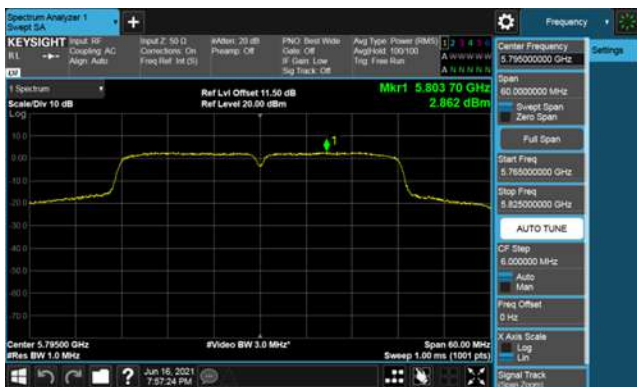 Spectrum Analyzer 1
Swept SA
+
Frequency
KEYSIGHT Input: RF Input Z: 50 Ω #Atten: 20 dB PNO: Best Wide Avg Type: Power (RMS) 1 2 3 4 5 6
RL Coupling: AC Corrections: On Preamp: Off Gate: Off Avg|Hold: 100/100 A W W W W W
Align: Auto Freq Ref: Int (S) IF Gain: Low Trig: Free Run
Sig Track: Off A N N N N N
Center Frequency
5.795000000 GHz
Settings
Span
60.0000000 MHz
Swept Span
Zero Span
Full Span
Start Freq
5.765000000 GHz
Stop Freq
5.825000000 GHz
AUTO TUNE
CF Step
6.000000 MHz
Auto
Man
Freq Offset
0 Hz
X Axis Scale
Log
Lin
Signal Track
(Span Zoom)
1 Spectrum
Scale/Div 10 dB
Ref Lvl Offset 11.50 dB
Ref Level 20.00 dBm
Mkr1 5.803 70 GHz
2.862 dBm
Log
10.0
0.00
-10.0
-20.0
-30.0
-40.0
-50.0
-60.0
-70.0
1
Center 5.79500 GHz #Video BW 3.0 MHz* Span 60.00 MHz
#Res BW 1.0 MHz Sweep 1.00 ms (1001 pts)
? Jun 16, 2021
7:57:24 PM